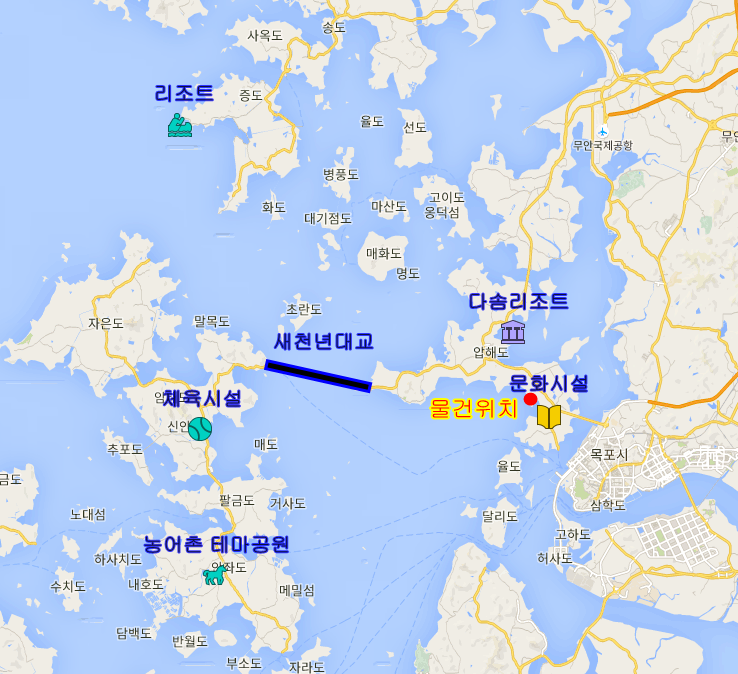 송도
사옥도
리조트
증도
율도
선도
무안국제공항
병풍도
고이도
옹덕섬
화도
대기점도
마산도
매화도
명도
다솜리조트
초란도
말목도
자은도
새천년대교
압해도
문화시설
체육시설
물건위치
신안
매도
추포도
목포시
율도
팔금도
거사도
삼학도
노대섬
달리도
고하도
농어촌 테마공원
허사도
하사치도
안좌도
수치도
내호도
메밀섬
담백도
반월도
부소도
자라도